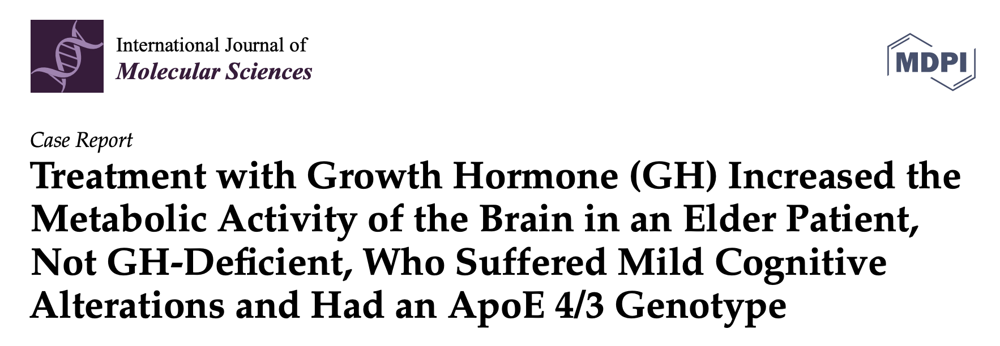 International Journal of
Molecular Sciences
MDPI
Case Report
Treatment with Growth Hormone (GH) Increased the
Metabolic Activity of the Brain in an Elder Patient,
Not GH-Deficient, Who Suffered Mild Cognitive
Alterations and Had an ApoE 4/3 Genotype